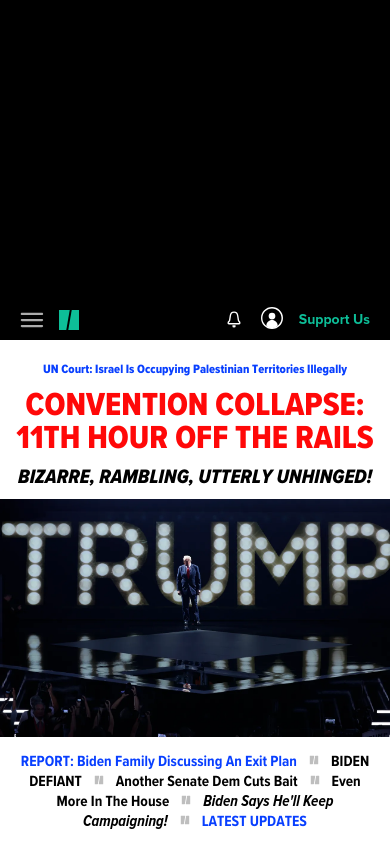 Support Us
UN Court: Israel Is Occupying Palestinian Territories Illegally
CONVENTION COLLAPSE:
11TH HOUR OFF THE RAILS
BIZARRE, RAMBLING, UTTERLY UNHINGED!
TRUMP
REPORT: Biden Family Discussing An Exit Plan BIDEN
DEFIANT Another Senate Dem Cuts Bait Even
More In The House Biden Says He'll Keep
Campaigning! LATEST UPDATES